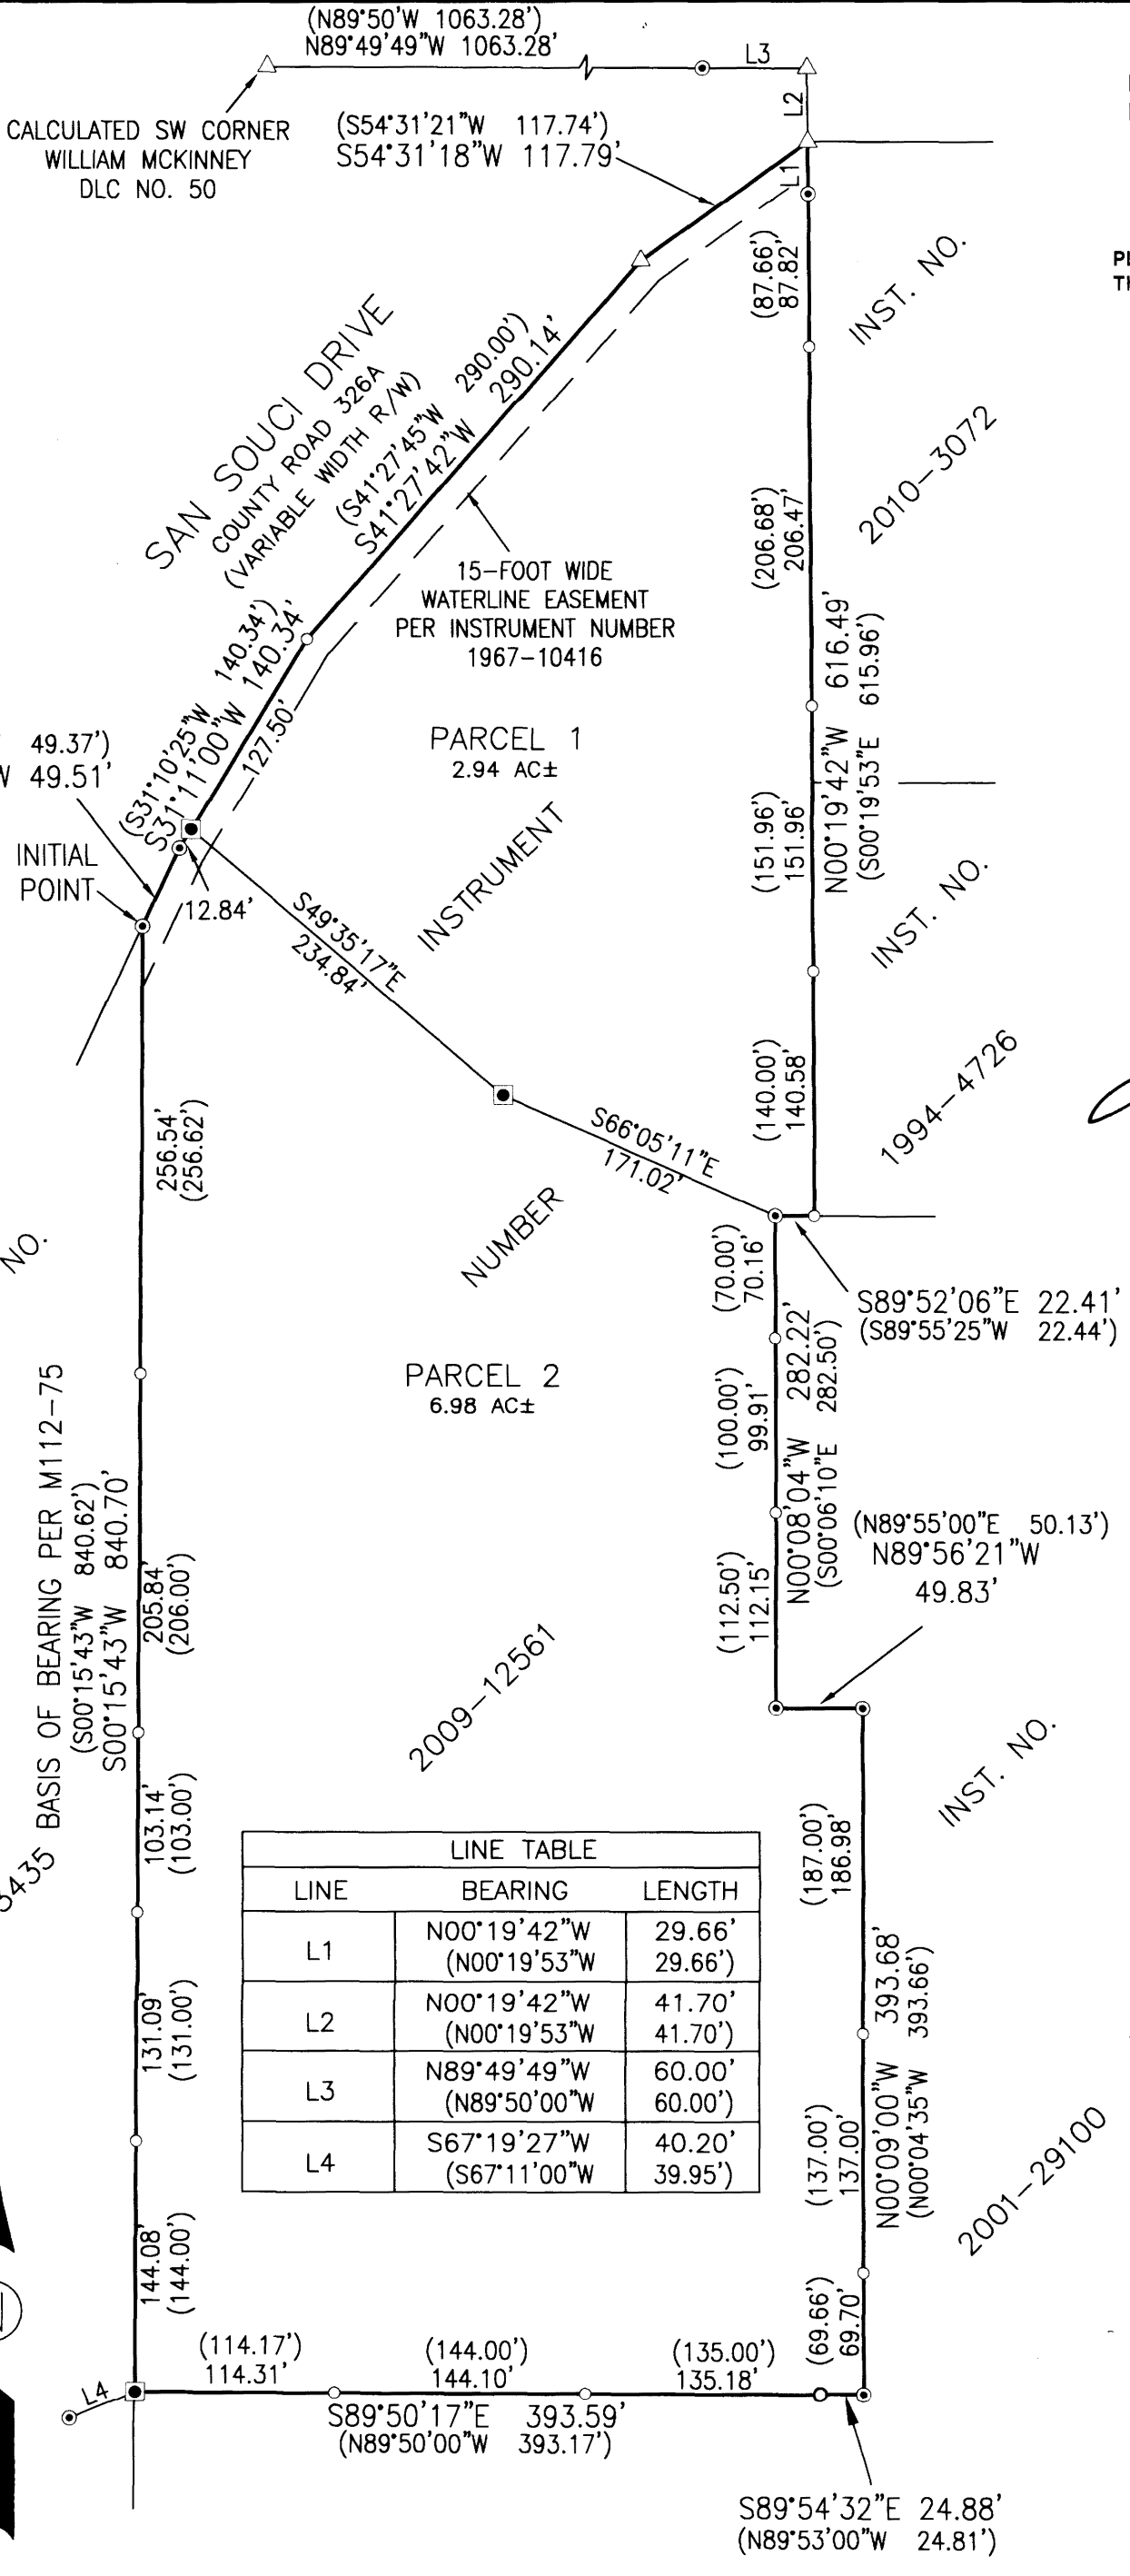 (N89°50'W 1063.28')
N89°49'49"W 1063.28'
L3
L2
CALCULATED SW CORNER
WILLIAM MCKINNEY
DLC NO. 50
(S54°31'21"W 117.74')
S54°31'18"W 117.79'
L1
(87.66')
87.82'
INST. NO.
2010-3072
SAN SOUCI DRIVE
COUNTY ROAD 326A
(VARIABLE WIDTH R/W)
(S41°27'45"W 290.00')
S41°27'42"W 290.14'
(206.68')
206.47'
15-FOOT WIDE
WATERLINE EASEMENT
PER INSTRUMENT NUMBER
1967-10416
N00°19'42"W 616.49'
(S00°19'53"E 615.96')
(S31°10'25"W 140.34')
S31°11'00"W 140.34'
127.50'
PARCEL 1
2.94 AC±
49.37')
W 49.51'
INITIAL
POINT
12.84'
(151.96')
151.96'
INST. NO.
1994-4726
INSTRUMENT
S49°35'17"E
234.84'
(140.00')
140.58'
S66°05'11"E
171.02'
256.54'
(256.62')
NUMBER
NO.
(70.00')
70.16'
S89°52'06"E 22.41'
(S89°55'25"W 22.44')
PARCEL 2
6.98 AC±
(100.00')
99.91'
N00°08'04"W 282.22'
(S00°06'10"E 282.50')
BASIS OF BEARING PER M112-75
(S00°15'43"W 840.62')
S00°15'43"W 840.70'
205.84'
(206.00')
(N89°55'00"E 50.13')
N89°56'21"W
49.83'
(112.50')
112.15'
2009-12561
INST. NO.
2001-29100
3435
103.14'
(103.00')
(187.00')
186.98'
LINE TABLE
LINE BEARING LENGTH
L1 N00°19'42"W 29.66'
(N00°19'53"W 29.66')
L2 N00°19'42"W 41.70'
(N00°19'53"W 41.70')
L3 N89°49'49"W 60.00'
(N89°50'00"W 60.00')
L4 S67°19'27"W 40.20'
(S67°11'00"W 39.95')
N00°09'00"W 393.68'
(N00°04'35"W 393.66')
131.09'
(131.00')
(137.00')
137.00'
144.08'
(144.00')
(69.66')
69.70'
L4
(114.17')
114.31'
(144.00')
144.10'
(135.00')
135.18'
S89°50'17"E 393.59'
(N89°50'00"W 393.17')
S89°54'32"E 24.88'
(N89°53'00"W 24.81')